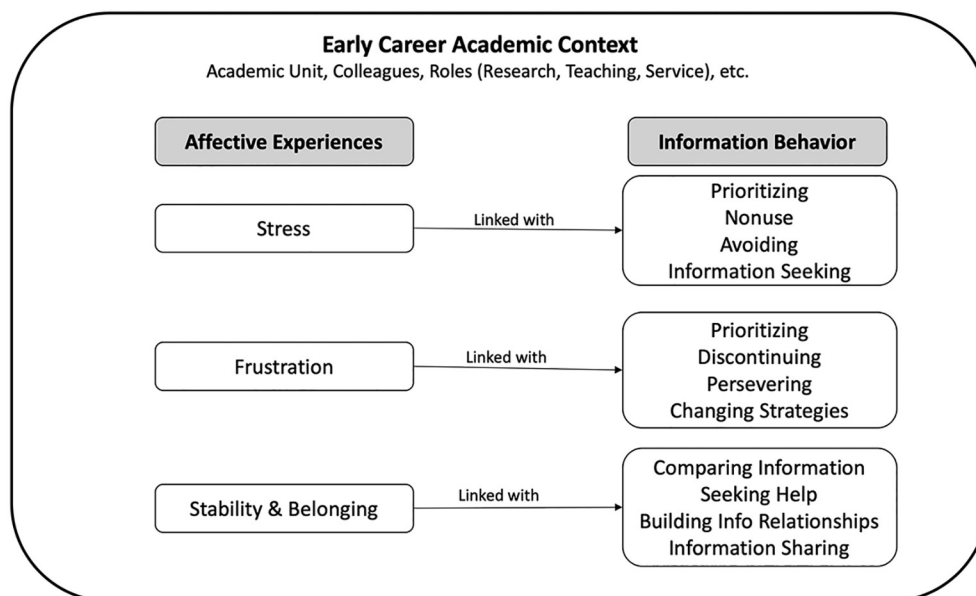 Early Career Academic Context
Academic Unit, Colleagues, Roles (Research, Teaching, Service), etc.
Affective Experiences
Information Behavior
Stress
Linked with
Prioritizing
Nonuse
Avoiding
Information Seeking
Frustration
Linked with
Prioritizing
Discontinuing
Persevering
Changing Strategies
Stability & Belonging
Linked with
Comparing Information
Seeking Help
Building Info Relationships
Information Sharing